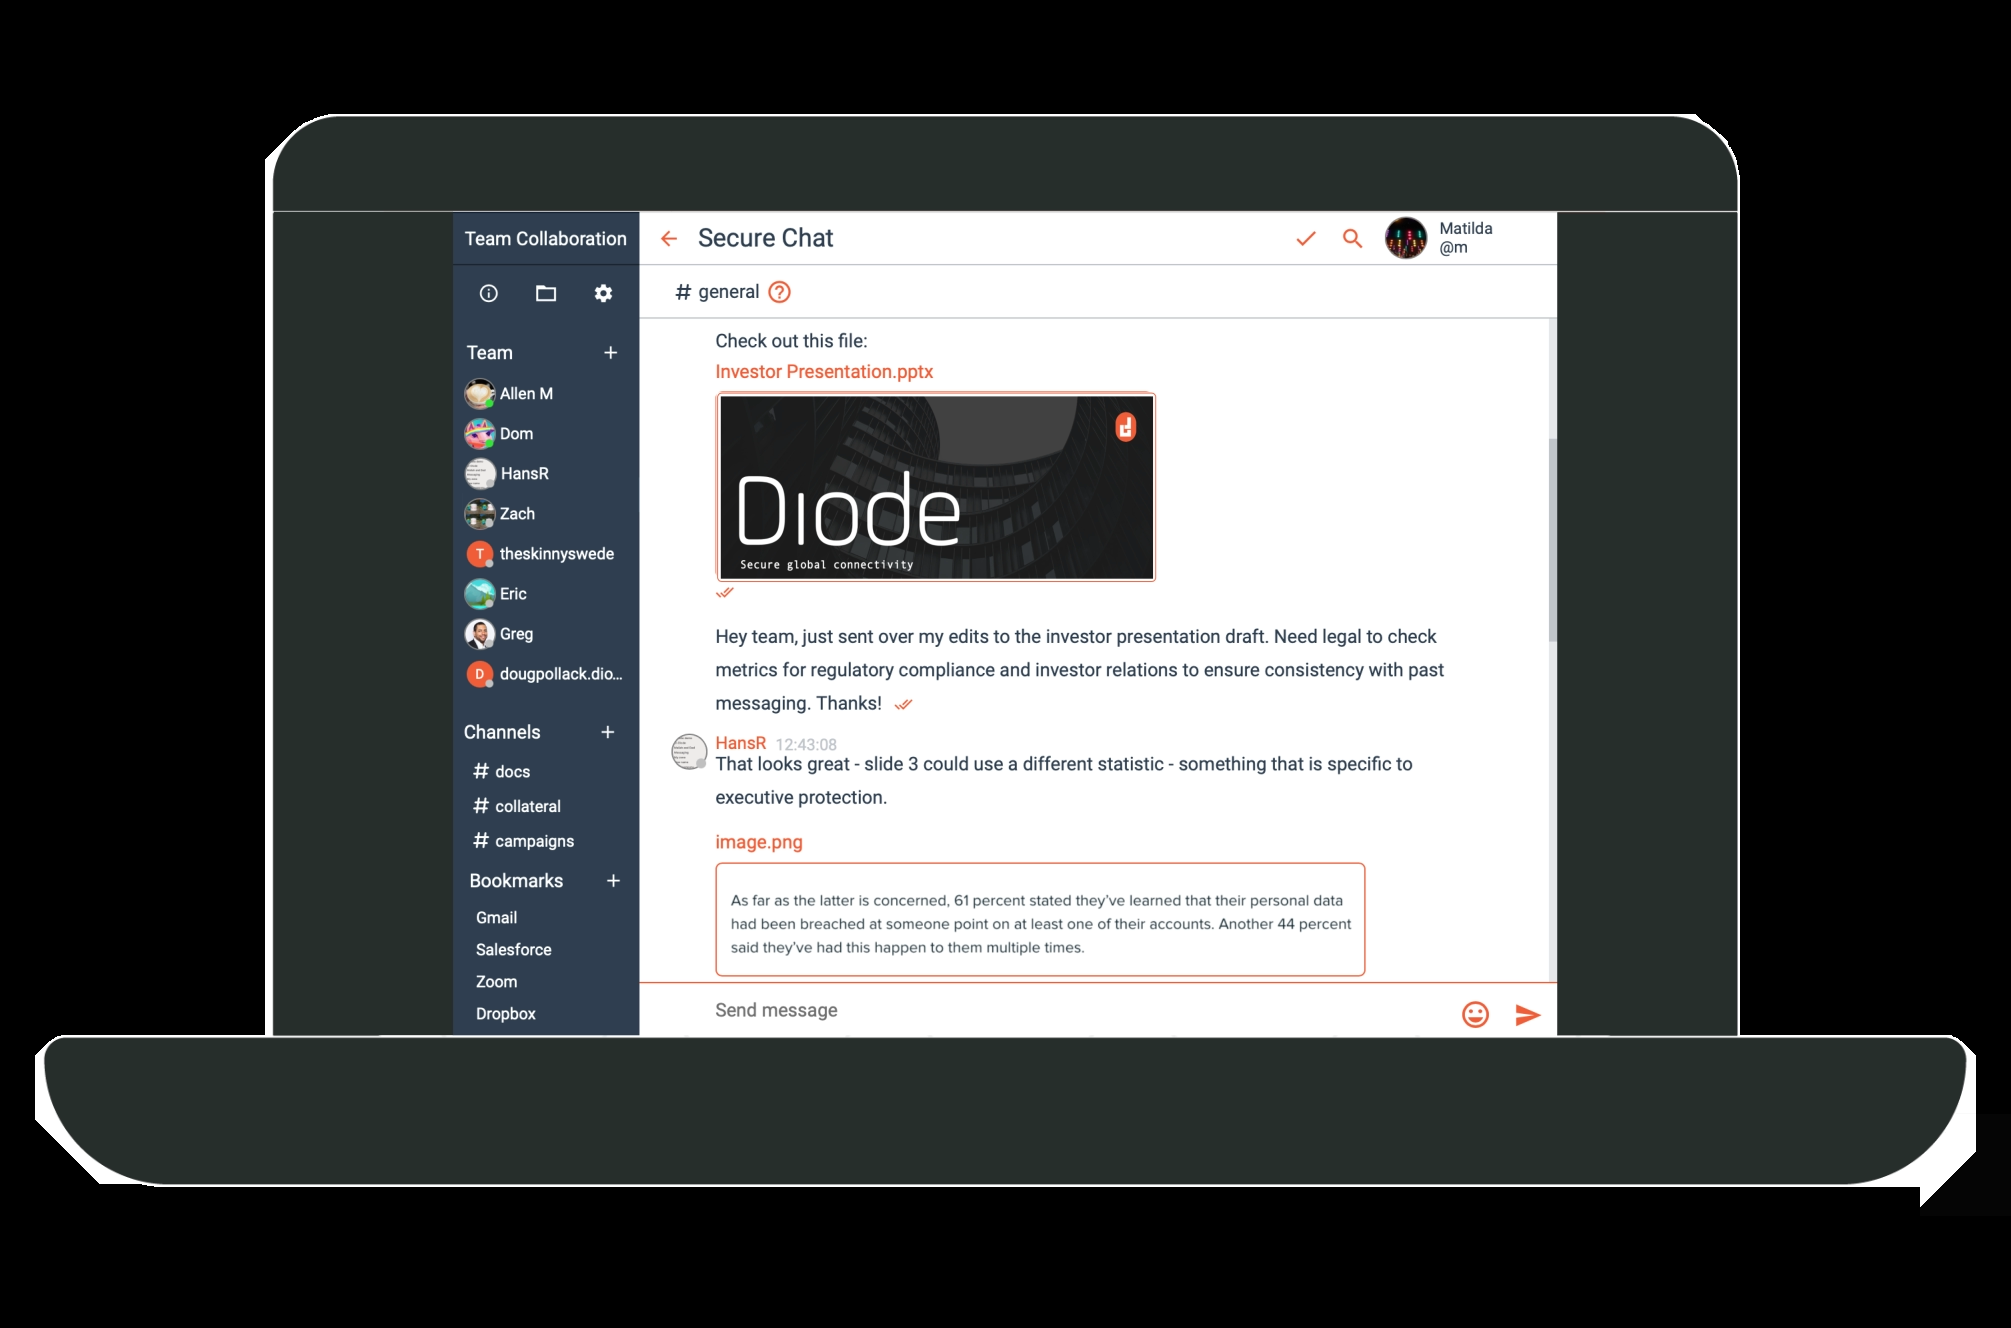 Team Collaboration
Secure Chat
Matilda
@m
# general ?
Team +
Allen M
Dom
HansR
Zach
T theskinnyswede
Eric
Greg
D dougpollack.dio...
Channels +
# docs
# collateral
# campaigns
Bookmarks +
Gmail
Salesforce
Zoom
Dropbox
Check out this file:
Investor Presentation.pptx
Diode
Secure global connectivity
Hey team, just sent over my edits to the investor presentation draft. Need legal to check
metrics for regulatory compliance and investor relations to ensure consistency with past
messaging. Thanks!
HansR 12:43:08
That looks great - slide 3 could use a different statistic - something that is specific to
executive protection.
image.png
As far as the latter is concerned, 61 percent stated they've learned that their personal data
had been breached at someone point on at least one of their accounts. Another 44 percent
said they've had this happen to them multiple times.
Send message